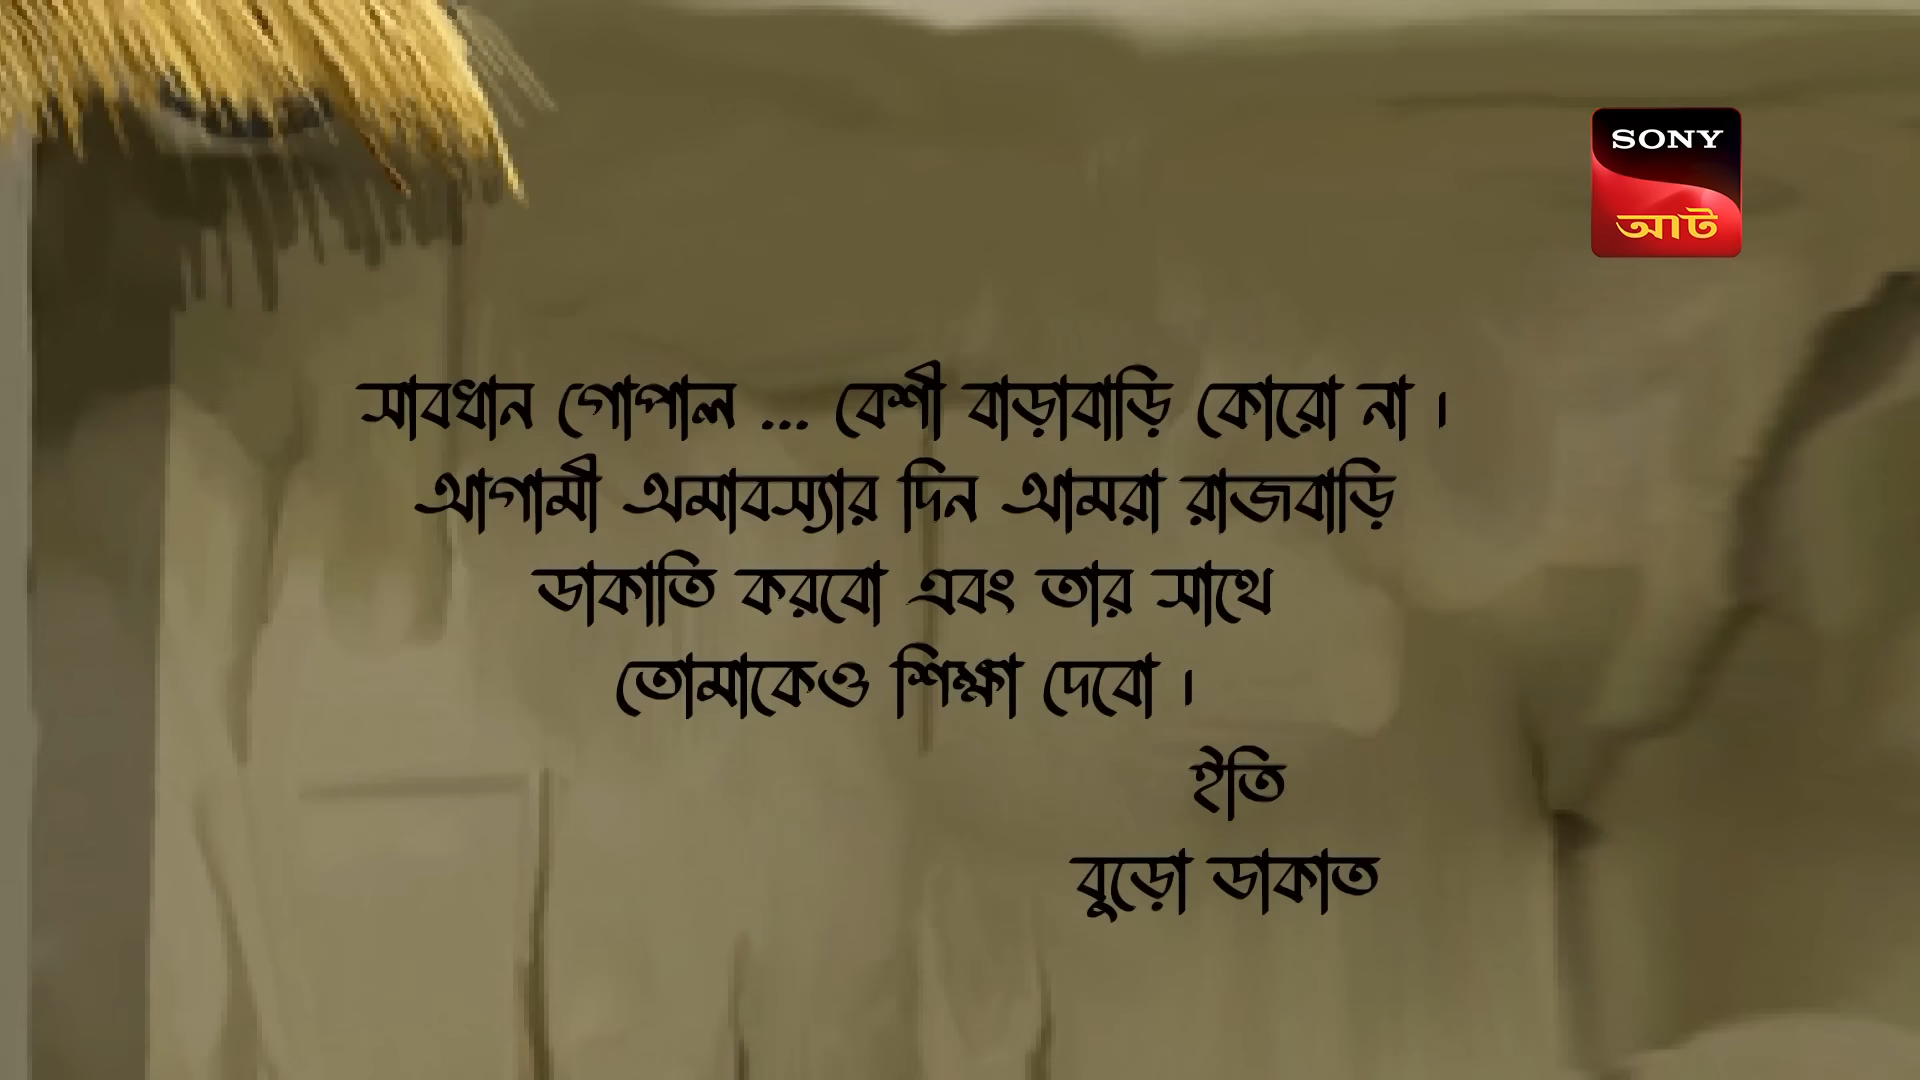 SONY
আট
সাবধান গোপাল ... বেশী বাড়াবাড়ি কোরো না ।
আগামী অমাবস্যার দিন আমরা রাজবাড়ি
ডাকাতি করবো এবং তার সাথে
তোমাকেও শিক্ষা দেবো ।
ইতি
বুড়ো ডাকাত